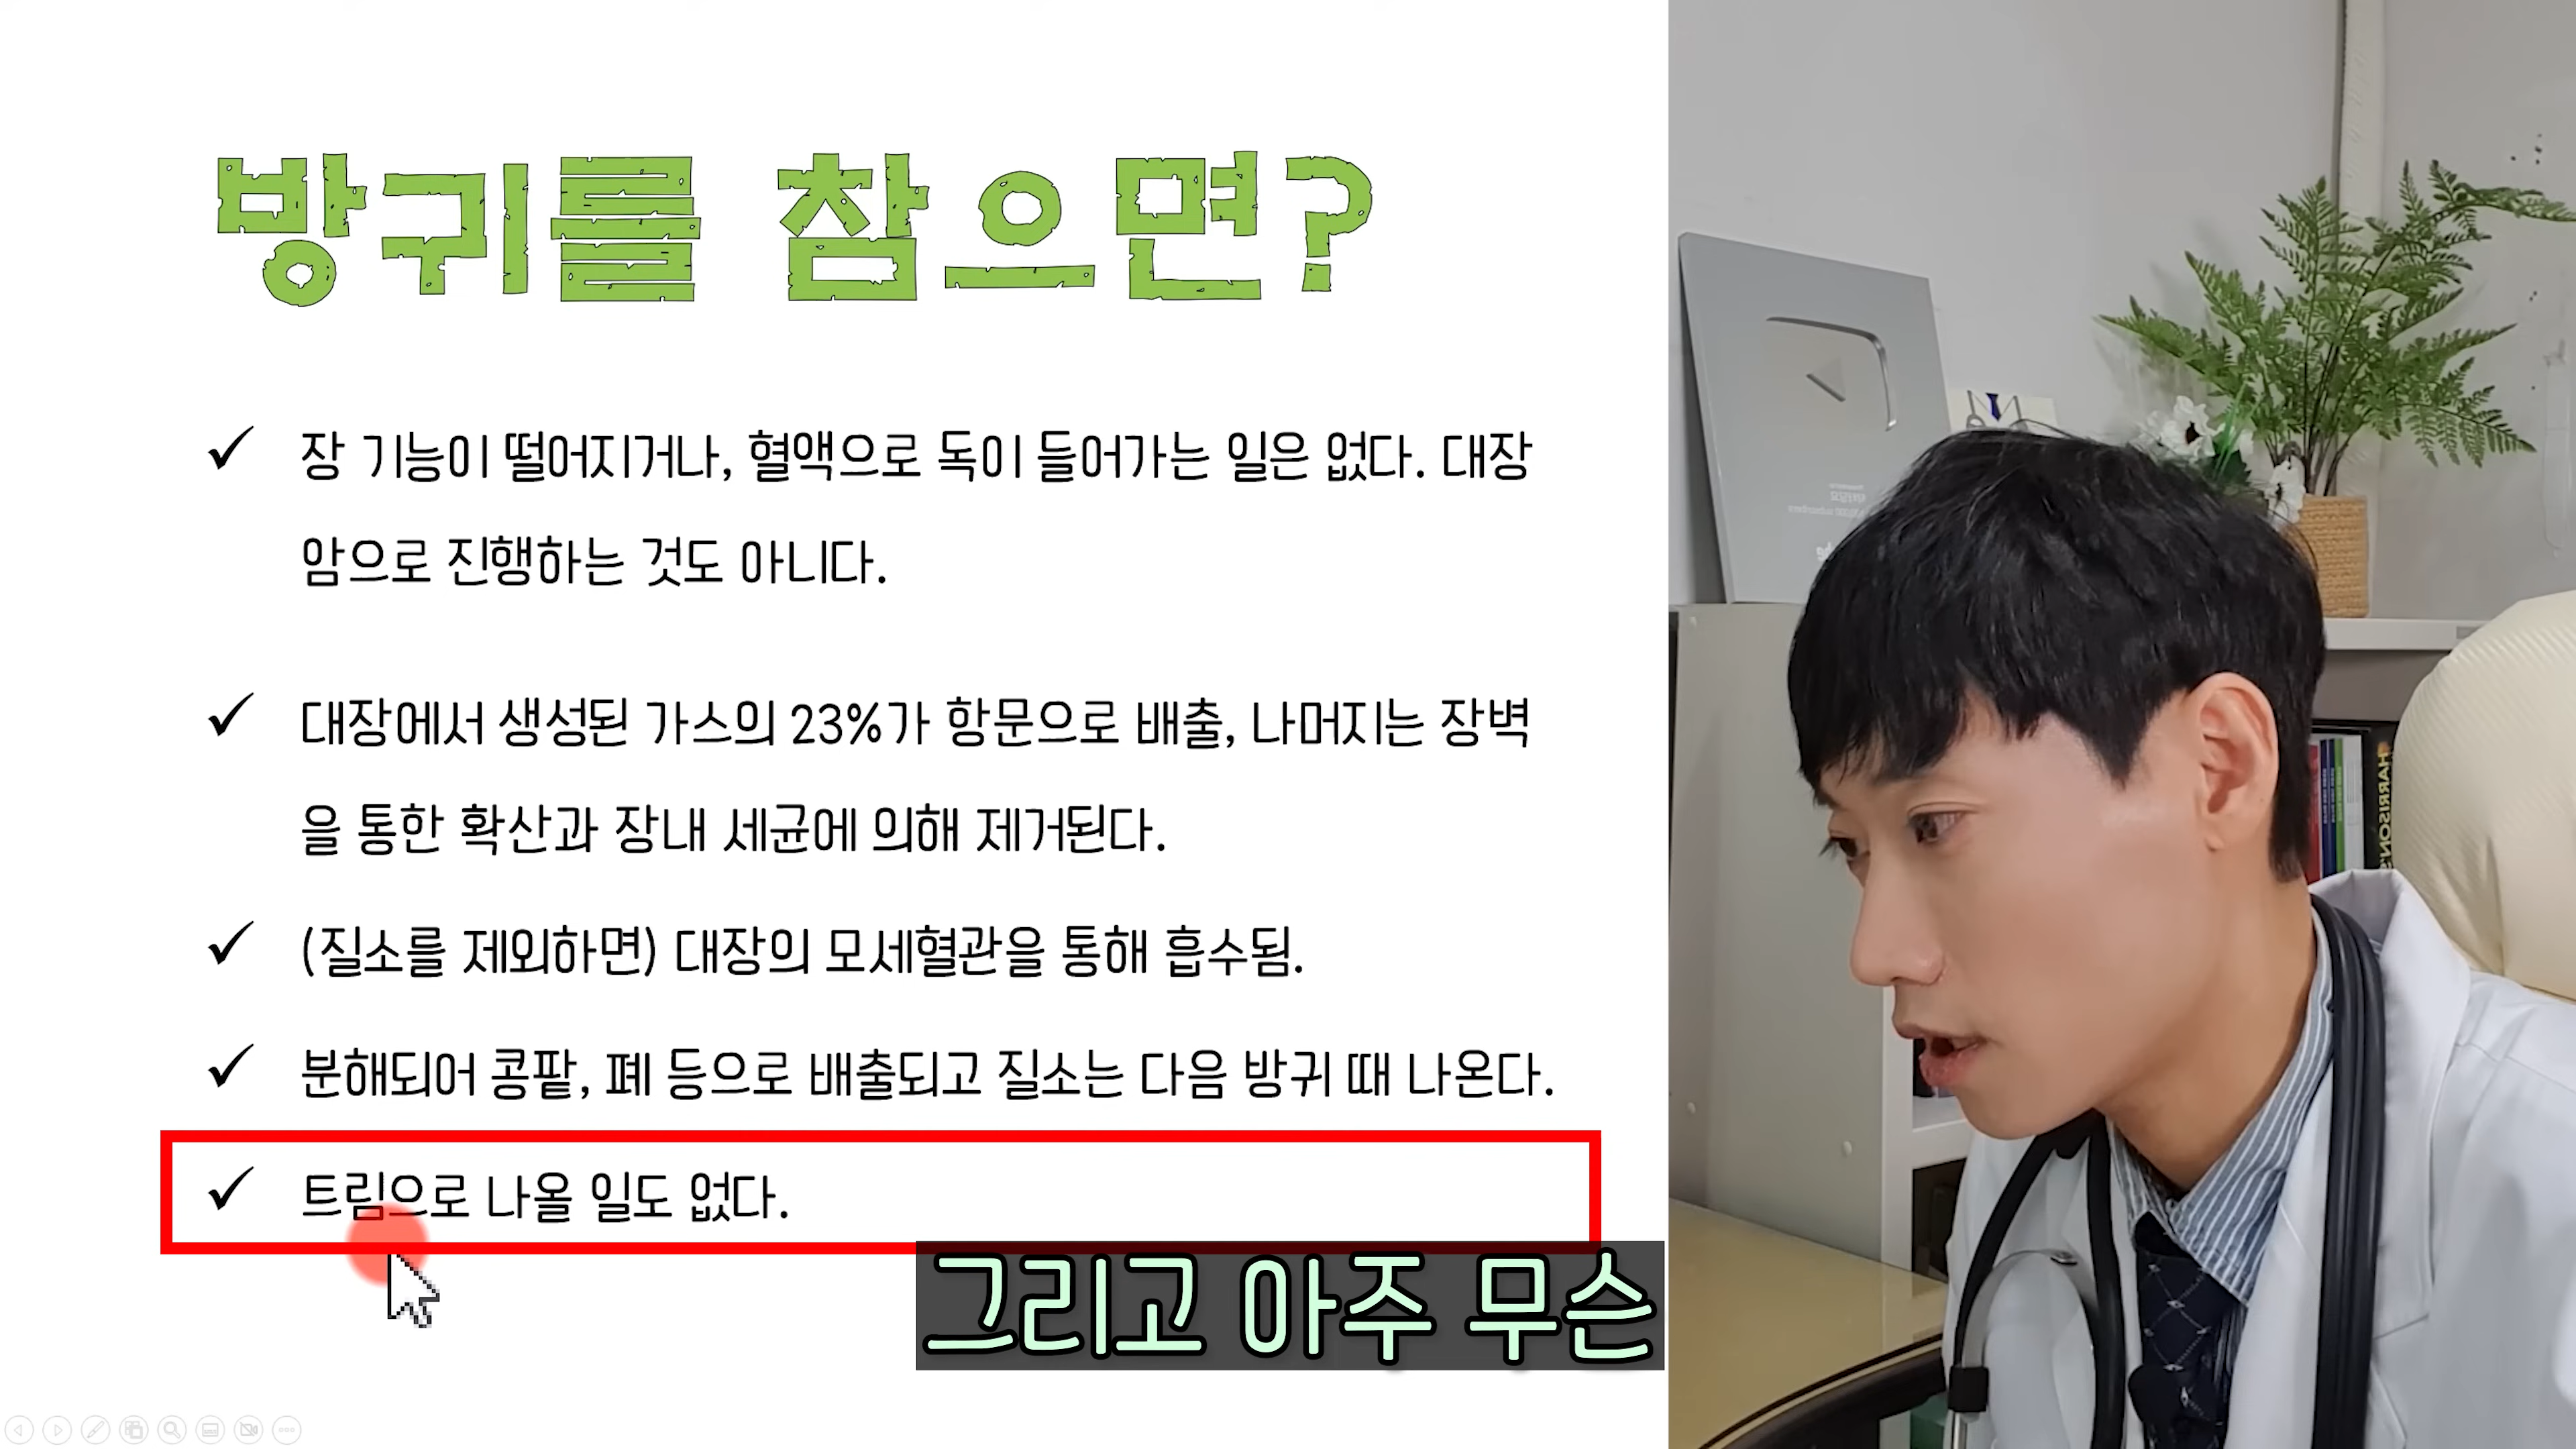 방귀를 참으면?
✓ 장 기능이 떨어지거나, 혈액으로 독이 들어가는 일은 없다. 대장
암으로 진행하는 것도 아니다.
✓ 대장에서 생성된 가스의 23%가 항문으로 배출, 나머지는 장벽
을 통한 확산과 장내 세균에 의해 제거된다.
✓ (질소를 제외하면) 대장의 모세혈관을 통해 흡수됨.
✓ 분해되어 콩팥, 폐 등으로 배출되고 질소는 다음 방귀 때 나온다.
✓ 트림으로 나올 일도 없다.
그리고 아주 무슨
HARRISON'S